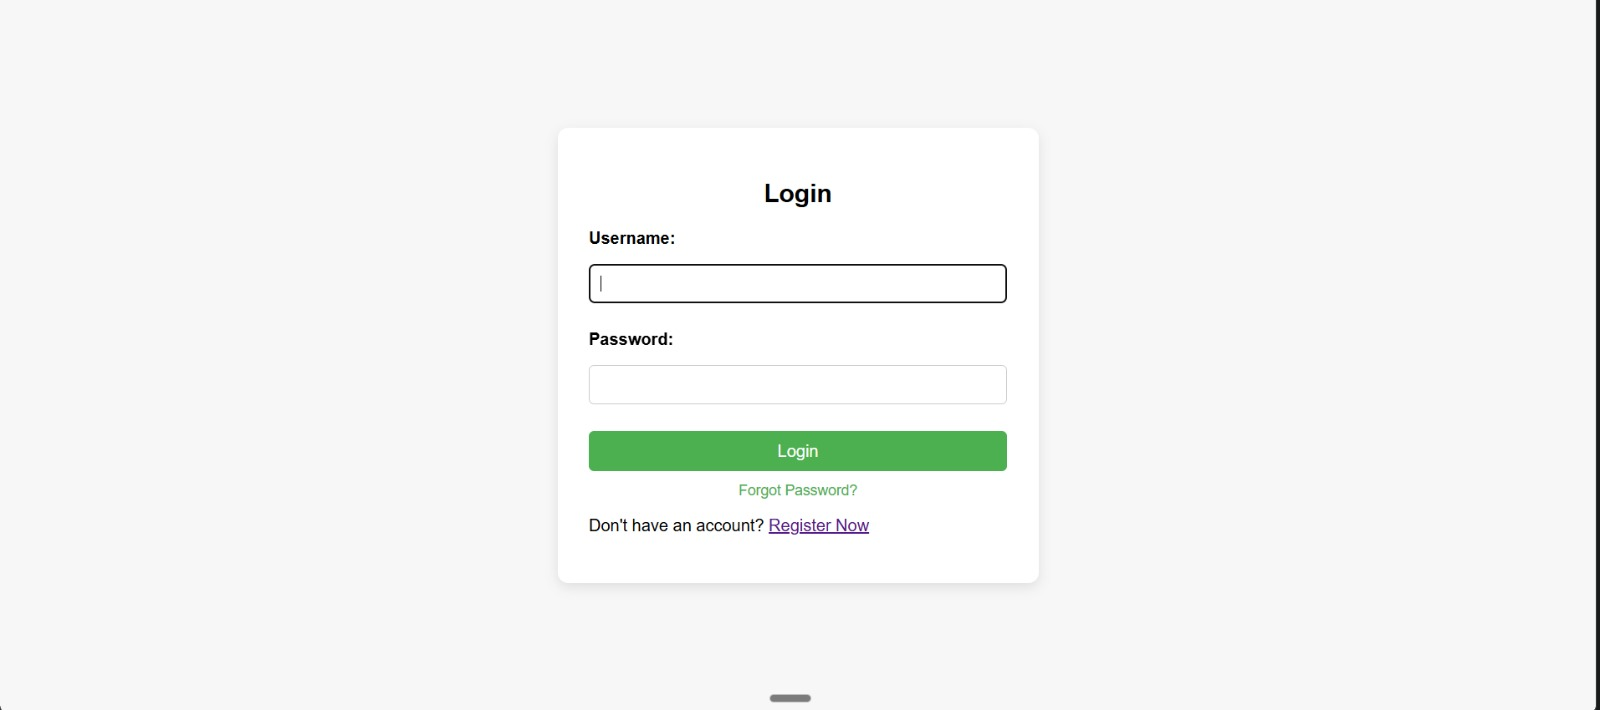 Login
Username:
Password:
Login
Forgot Password?
Don't have an account? Register Now